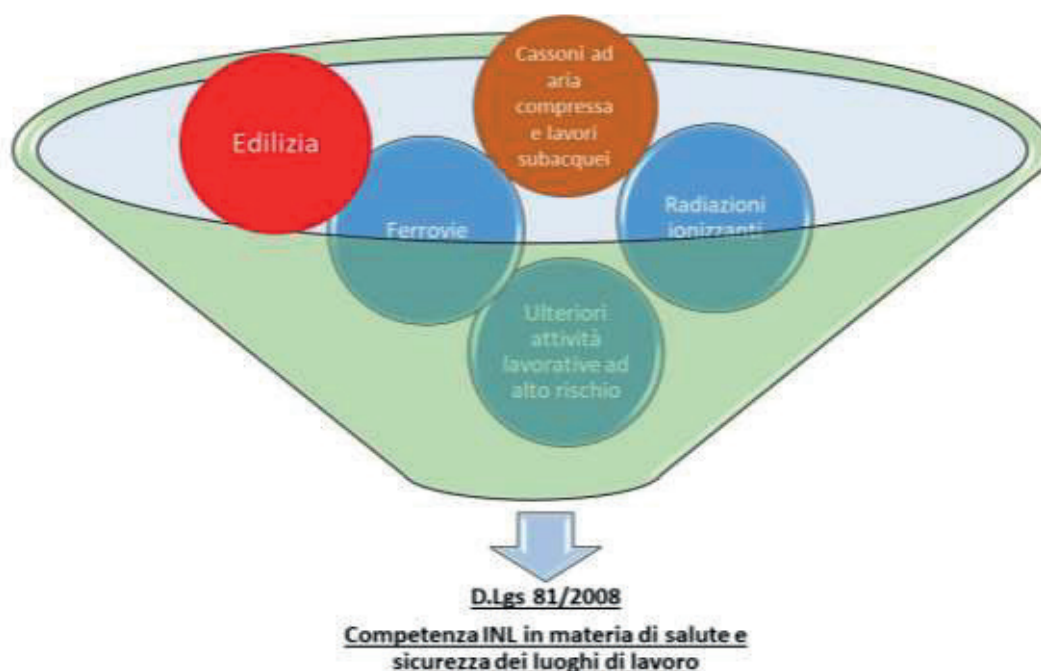 Edilizia
Cassoni ad
aria
compressa
e lavori
subacquei
Ferrovie
Radiazioni
ionizzanti
Ulteriori
attività
lavorative ad
alto rischio
D.Lgs 81/2008
Competenza INL in materia di salute e
sicurezza dei luoghi di lavoro